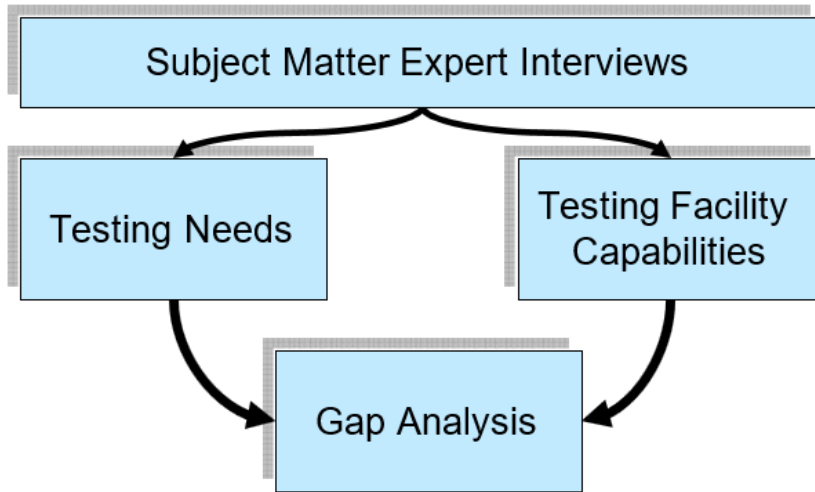 Subject Matter Expert Interviews
Testing Needs
Testing Facility
Capabilities
Gap Analysis